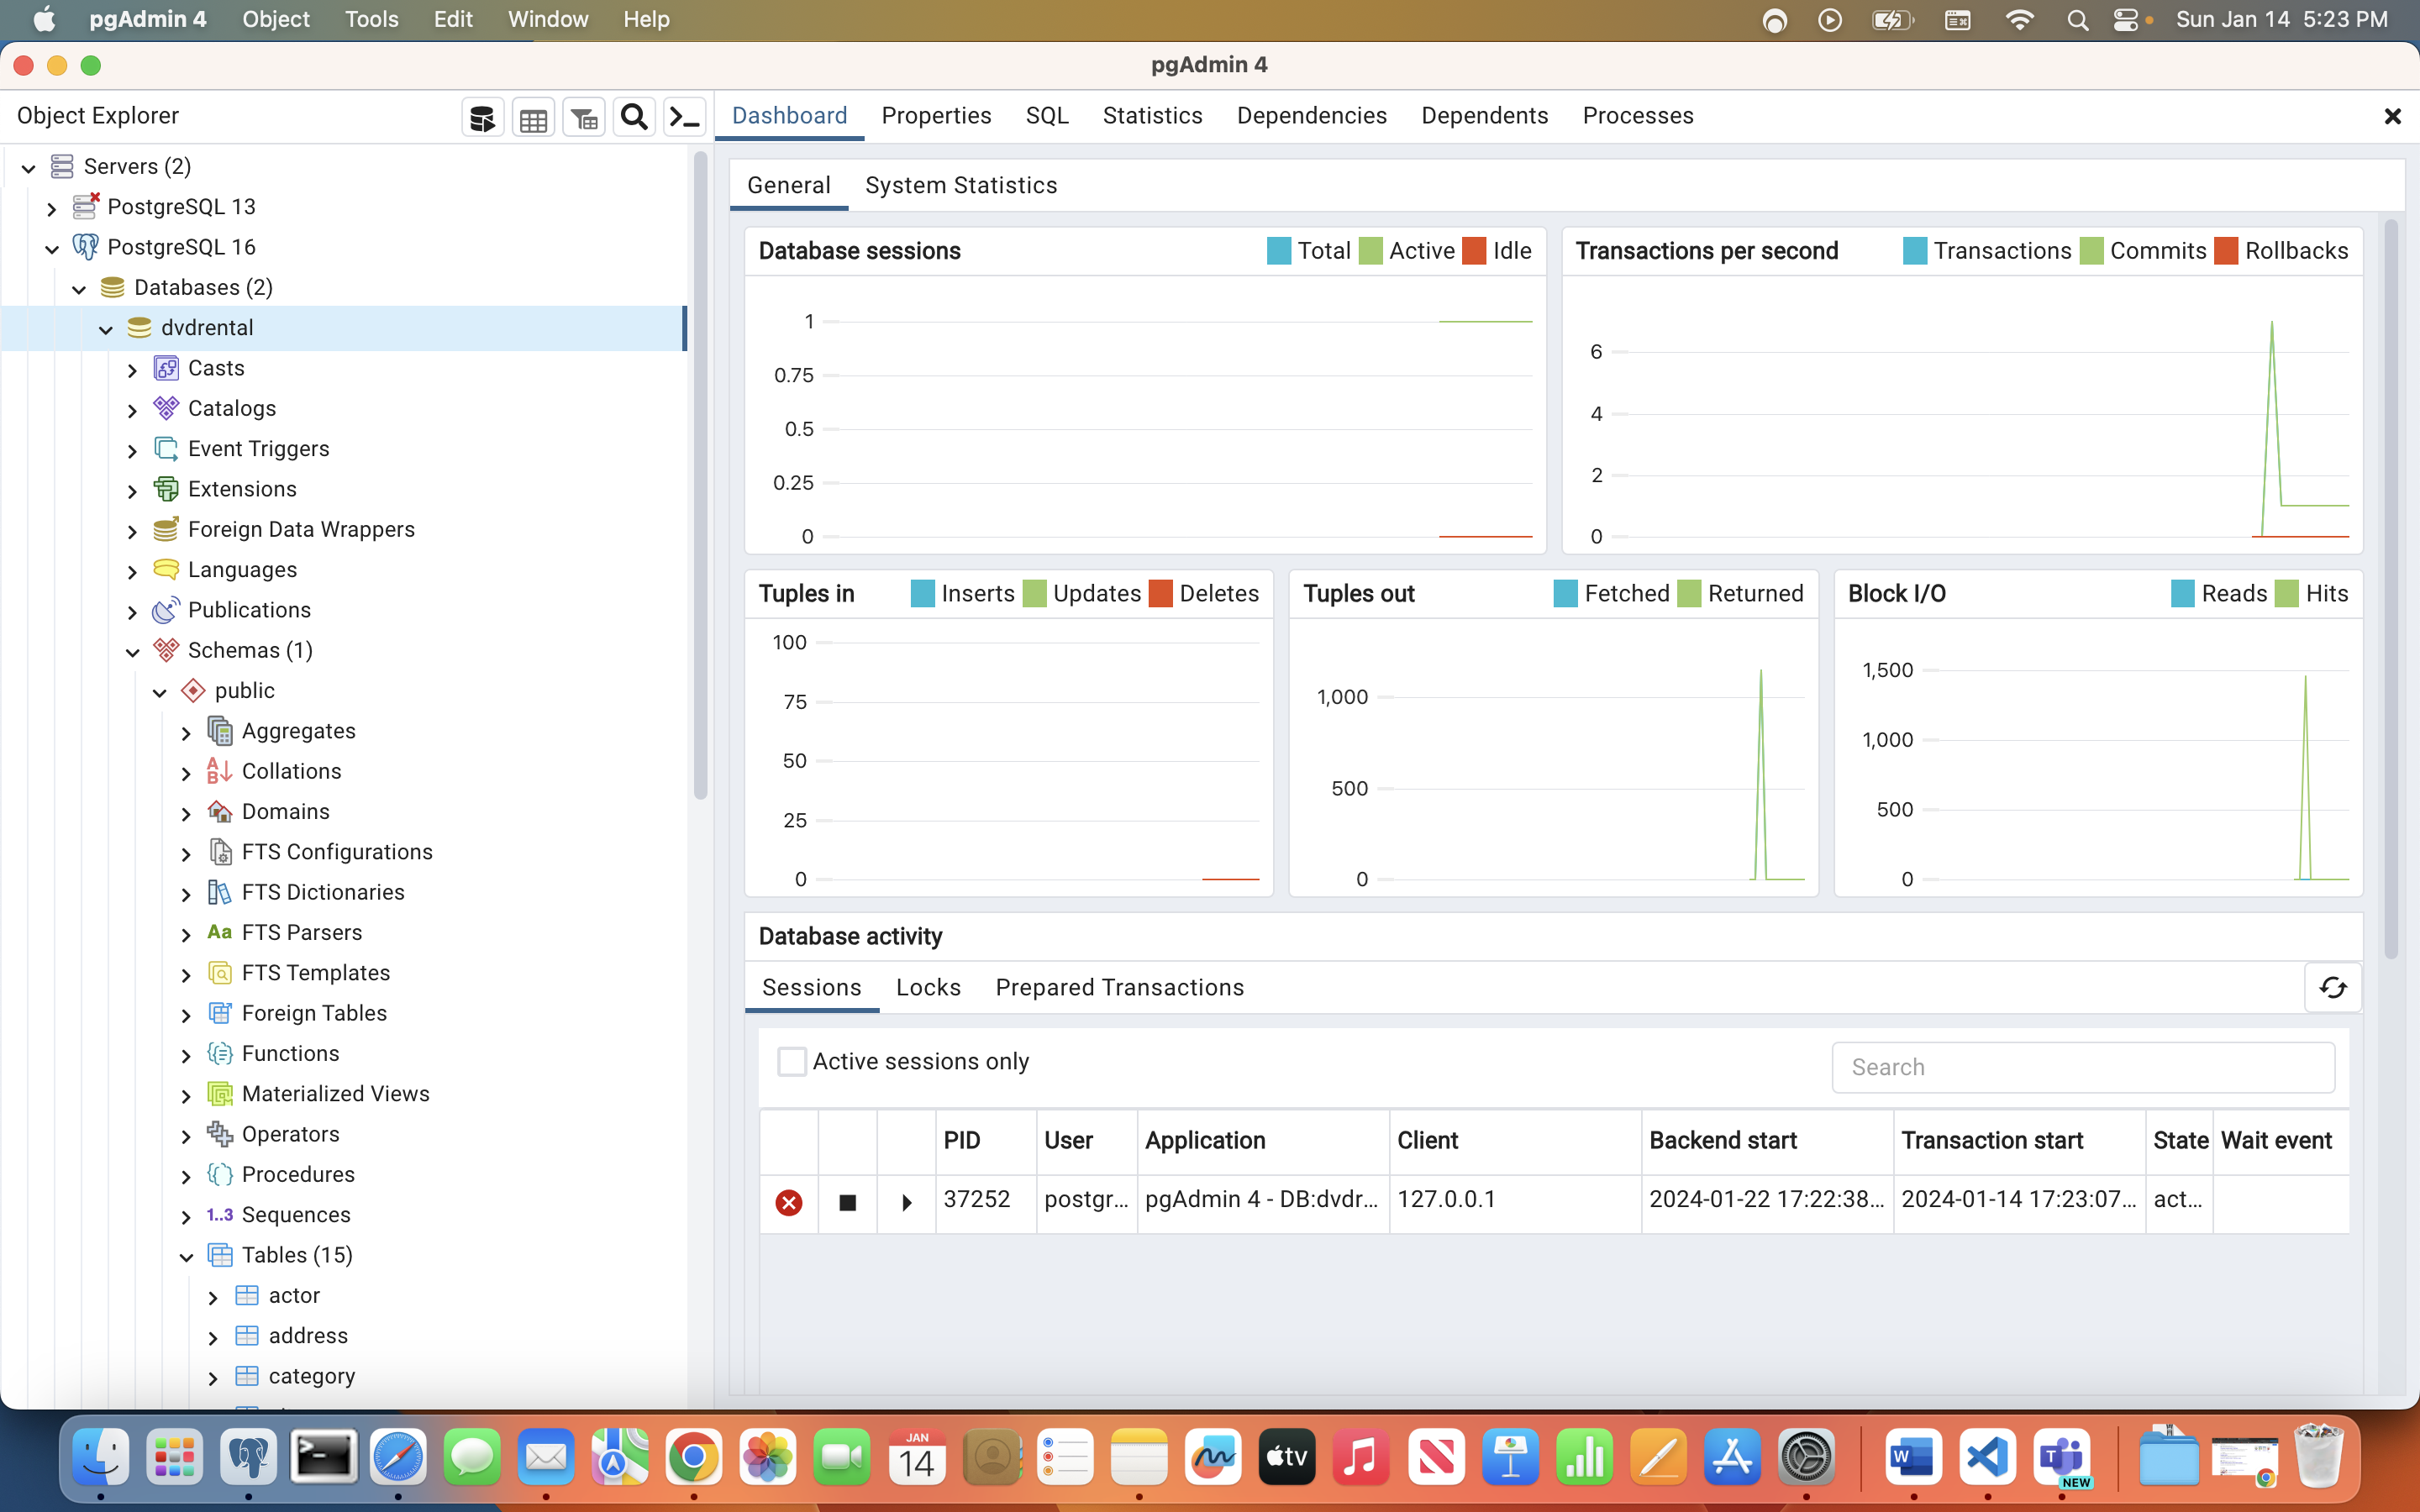 pgAdmin 4 Object Tools Edit Window Help Sun Jan 14 5:23 PM
pgAdmin 4
Object Explorer
Dashboard Properties SQL Statistics Dependencies Dependents Processes
Servers (2)
PostgreSQL 13
PostgreSQL 16
Databases (2)
dvdrental
Casts
Catalogs
Event Triggers
Extensions
Foreign Data Wrappers
Languages
Publications
Schemas (1)
public
Aggregates
Collations
Domains
FTS Configurations
FTS Dictionaries
Aa FTS Parsers
FTS Templates
Foreign Tables
Functions
Materialized Views
Operators
Procedures
1..3 Sequences
Tables (15)
actor
address
category
General System Statistics
Database sessions Total Active Idle
1
0.75
0.5
0.25
0
Transactions per second Transactions Commits Rollbacks
6
4
2
0
Tuples in Inserts Updates Deletes
100
75
50
25
0
Tuples out Fetched Returned
1,000
500
0
Block I/O Reads Hits
1,500
1,000
500
0
Database activity
Sessions Locks Prepared Transactions
Active sessions only Search
PID User Application Client Backend start Transaction start State Wait event
37252 postgr... pgAdmin 4 - DB:dvdr... 127.0.0.1 2024-01-22 17:22:38... 2024-01-14 17:23:07... act...
JAN
14
tv
W
T
NEW